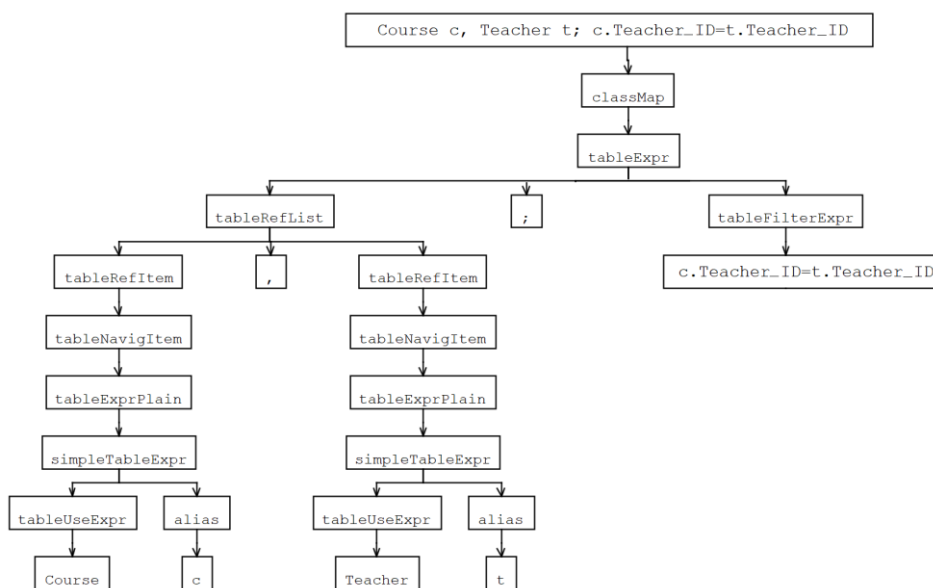 Course c, Teacher t; c.Teacher_ID=t.Teacher_ID
classMap
tableExpr
tableRefList ; tableFilterExpr
tableRefItem , tableRefItem c.Teacher_ID=t.Teacher_ID
tableNavigItem tableNavigItem
tableExprPlain tableExprPlain
simpleTableExpr simpleTableExpr
tableUseExpr alias tableUseExpr alias
Course c Teacher t